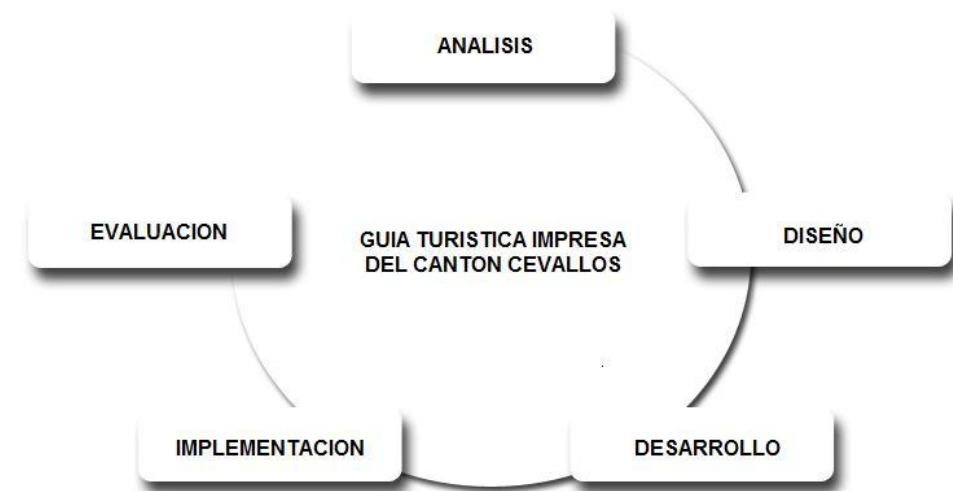 ANALISIS
EVALUACION
GUIA TURISTICA IMPRESA
DEL CANTON CEVALLOS
DISEÑO
IMPLEMENTACION
DESARROLLO